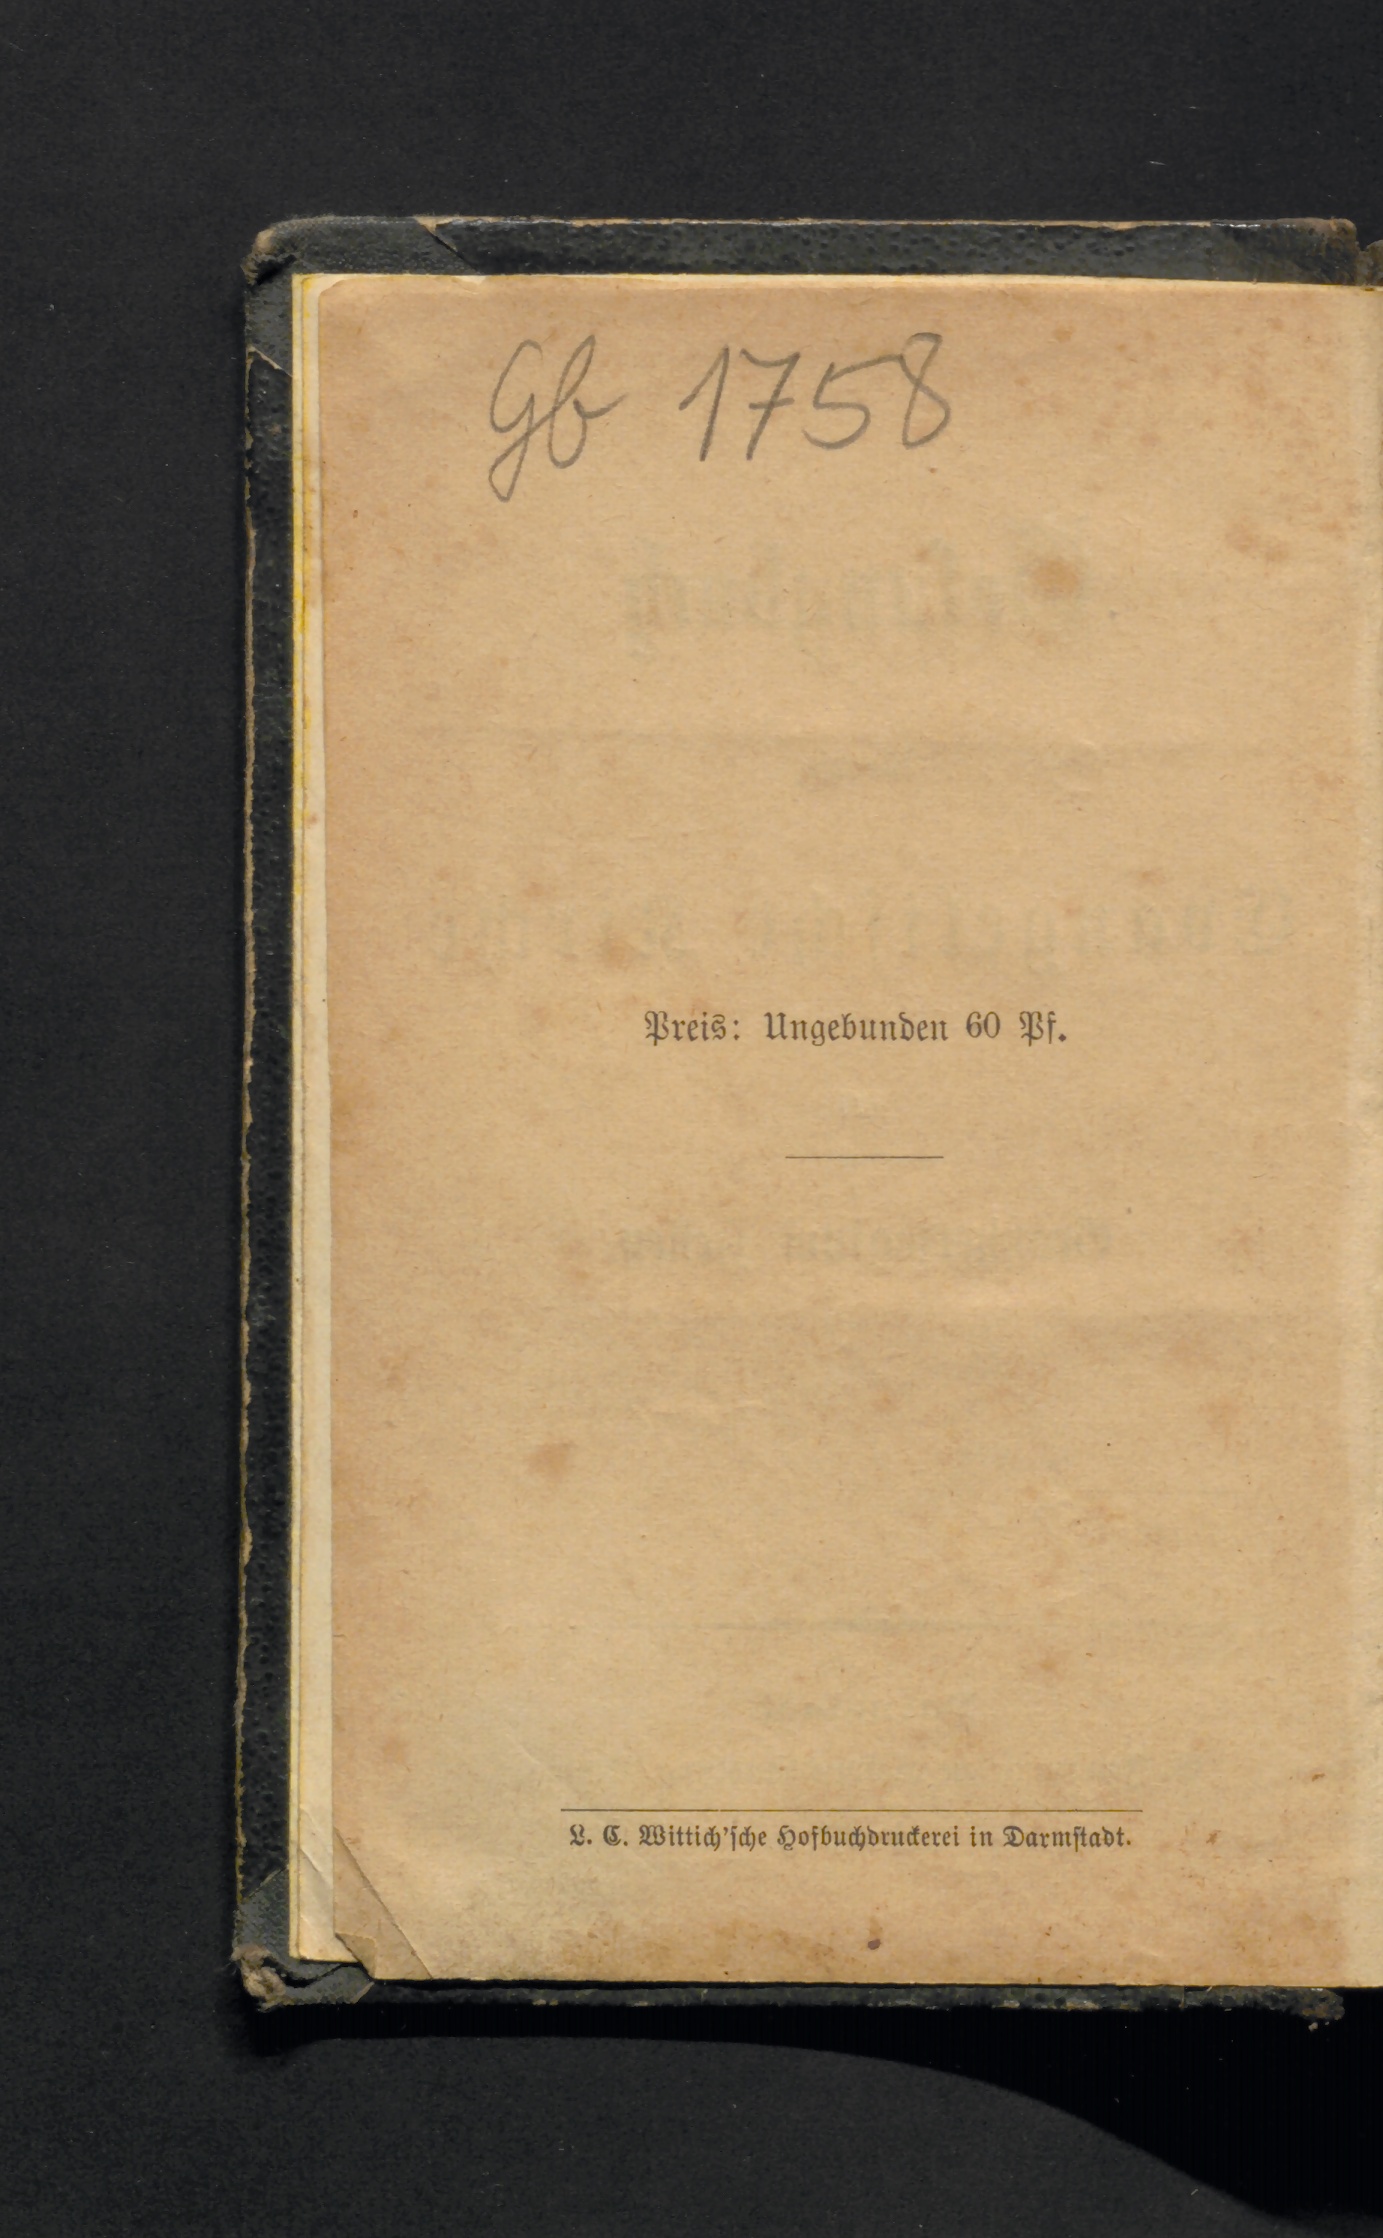 Gb 1758
Preis: Ungebunden 60 Pf.
L. C. Wittich'sche Hofbuchdruckerei in Darmstadt.